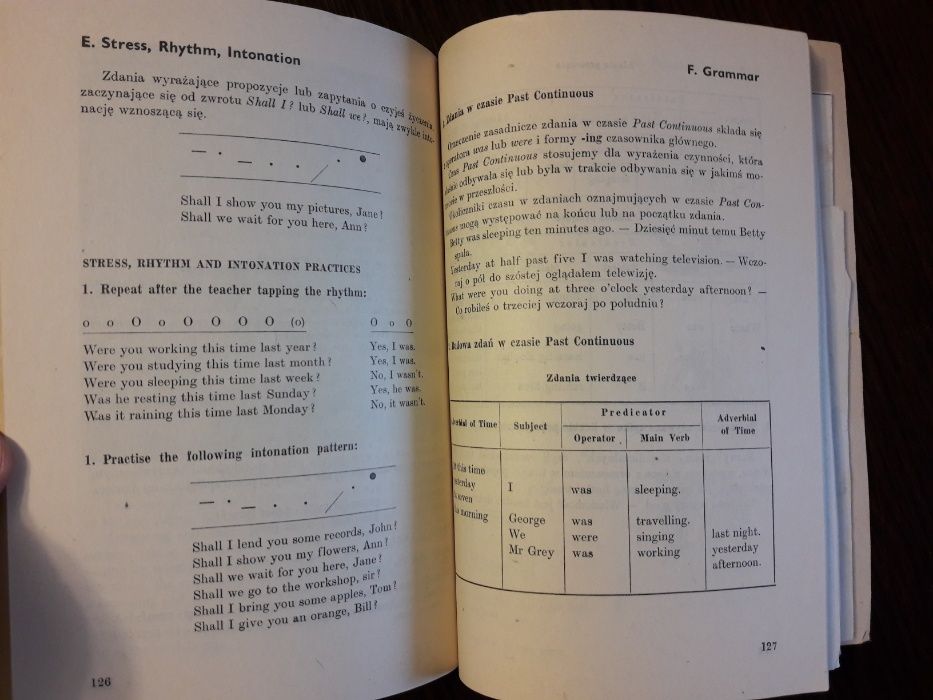 E. Stress, Rhythm, Intonation
Zdania wyrażające propozycje lub zapytania o czyjeś życzenia
zaczynające się od zwrotu Shall I? lub Shall we?, mają zwykle into-
nację wznoszącą się.
Shall I show you my pictures, Jane?
Shall we wait for you here, Ann?
STRESS, RHYTHM AND INTONATION PRACTICES
1. Repeat after the teacher tapping the rhythm:
o o O o O O O O (o) O o O
Were you working this time last year? Yes, I was.
Were you studying this time last month? Yes, I was.
Were you sleeping this time last week? No, I wasn't.
Was he resting this time last Sunday? Yes, he was.
Was it raining this time last Monday? No, it wasn't.
1. Practise the following intonation pattern:
Shall I lend you some records, John?
Shall I show you my flowers, Ann?
Shall we wait for you here, Jane?
Shall we go to the workshop, sir?
Shall I bring you some apples, Tom?
Shall I give you an orange, Bill?
126
F. Grammar
Zdania w czasie Past Continuous
Orzeczenie zasadnicze zdania w czasie Past Continuous składa się
z operatora was lub were i formy -ing czasownika głównego.
Czas Past Continuous stosujemy dla wyrażenia czynności, która
właśnie odbywała się lub była w trakcie odbywania się w jakimś mo-
mencie w przeszłości.
Okoliczniki czasu w zdaniach oznajmujących w czasie Past Con-
tinuous mogą występować na końcu lub na początku zdania.
Betty was sleeping ten minutes ago. — Dziesięć minut temu Betty
spała.
Yesterday at half past five I was watching television. — Wczo-
raj o pół do szóstej oglądałem telewizję.
What were you doing at three o'clock yesterday afternoon? —
Co robiłeś o trzeciej wczoraj po południu?
Budowa zdań w czasie Past Continuous
Zdania twierdzące
Adverbial of Time Subject Predicator Adverbial
of Time
Operator Main Verb
this time
yesterday I was sleeping.
seven
morning
George was travelling.
We were singing last night.
Mr Grey was working yesterday
afternoon.
127